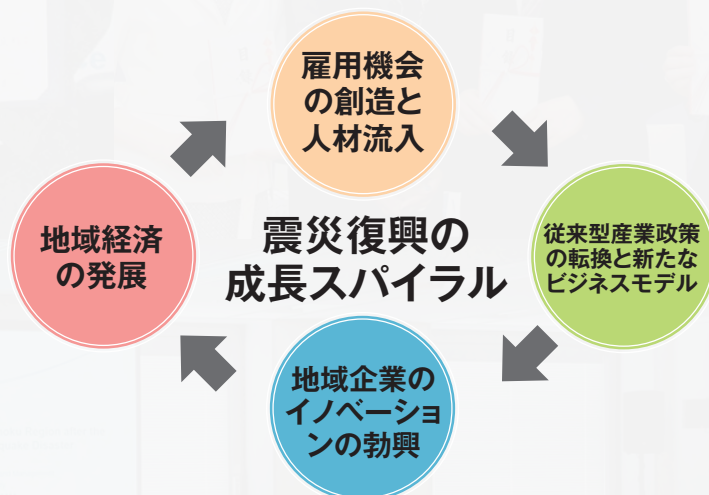 雇用機会
の創造と
人材流入
地域経済
の発展
震災復興の
成長スパイラル
従来型産業政策
の転換と新たな
ビジネスモデル
地域企業の
イノベーショ
ンの勃興